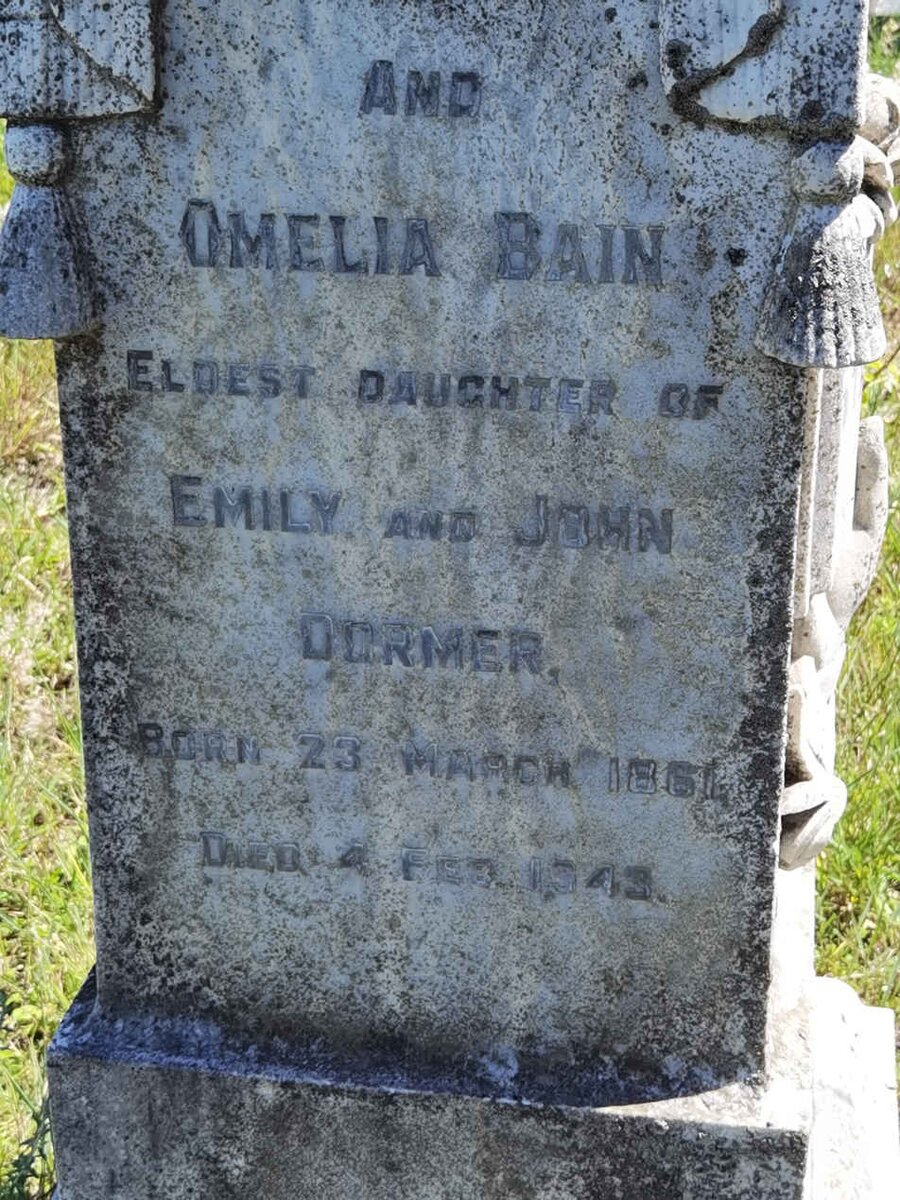 AND
OMELIA BAIN
ELDEST DAUGHTER OF
EMILY AND JOHN
DORMER,
BORN 23 MARCH 1861,
DIED 4 FEB. 1943.